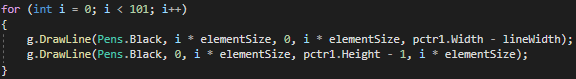 for (int i = 0; i < 101; i++)
{
    g.DrawLine(Pens.Black, i * elementSize, 0, i * elementSize, pctr1.Width - lineWidth);
    g.DrawLine(Pens.Black, 0, i * elementSize, pctr1.Height - 1, i * elementSize);
}